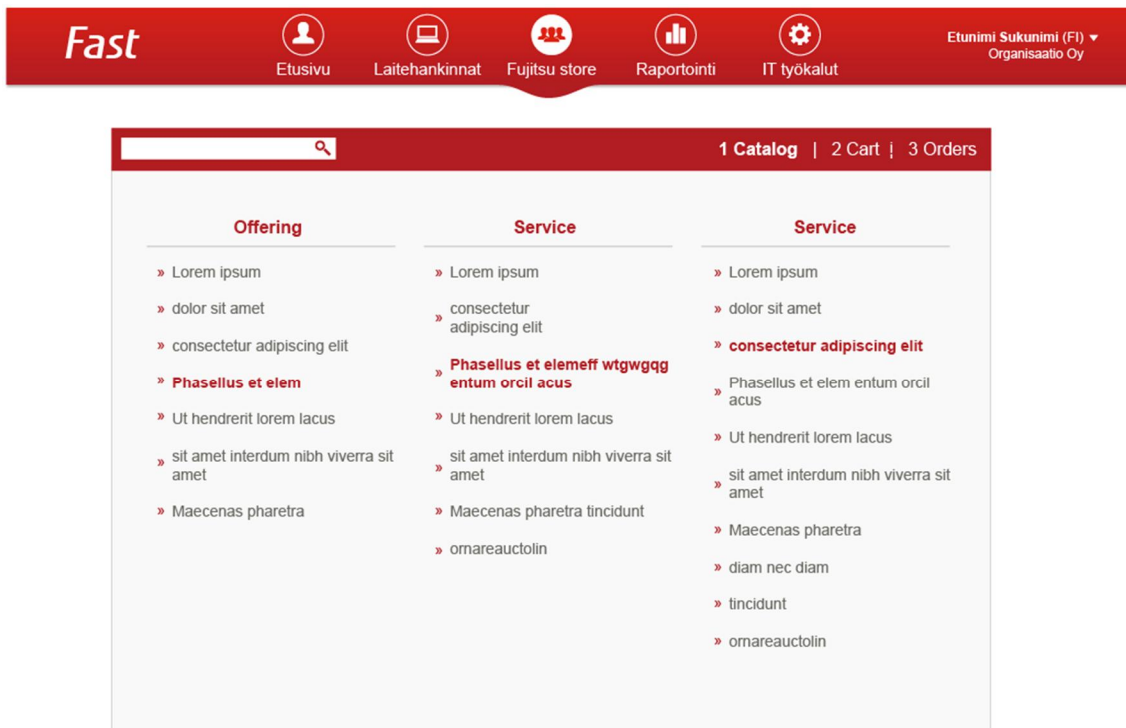 Fast
Etusivu
Laitehankinnat
Fujitsu store
Raportointi
IT työkalut
Etunimi Sukunimi (FI)
Organisaatio Oy
1 Catalog | 2 Cart | 3 Orders
Offering
» Lorem ipsum
» dolor sit amet
» consectetur adipiscing elit
» Phasellus et elem
» Ut hendrerit lorem lacus
» sit amet interdum nibh viverra sit
amet
» Maecenas pharetra
Service
» Lorem ipsum
» consectetur
adipiscing elit
» Phasellus et elemeff wtgwgqg
entum orcil acus
» Ut hendrerit lorem lacus
» sit amet interdum nibh viverra sit
amet
» Maecenas pharetra tincidunt
» ornareauctolin
Service
» Lorem ipsum
» dolor sit amet
» consectetur adipiscing elit
» Phasellus et elem entum orcil
acus
» Ut hendrerit lorem lacus
» sit amet interdum nibh viverra sit
amet
» Maecenas pharetra
» diam nec diam
» tincidunt
» ornareauctolin